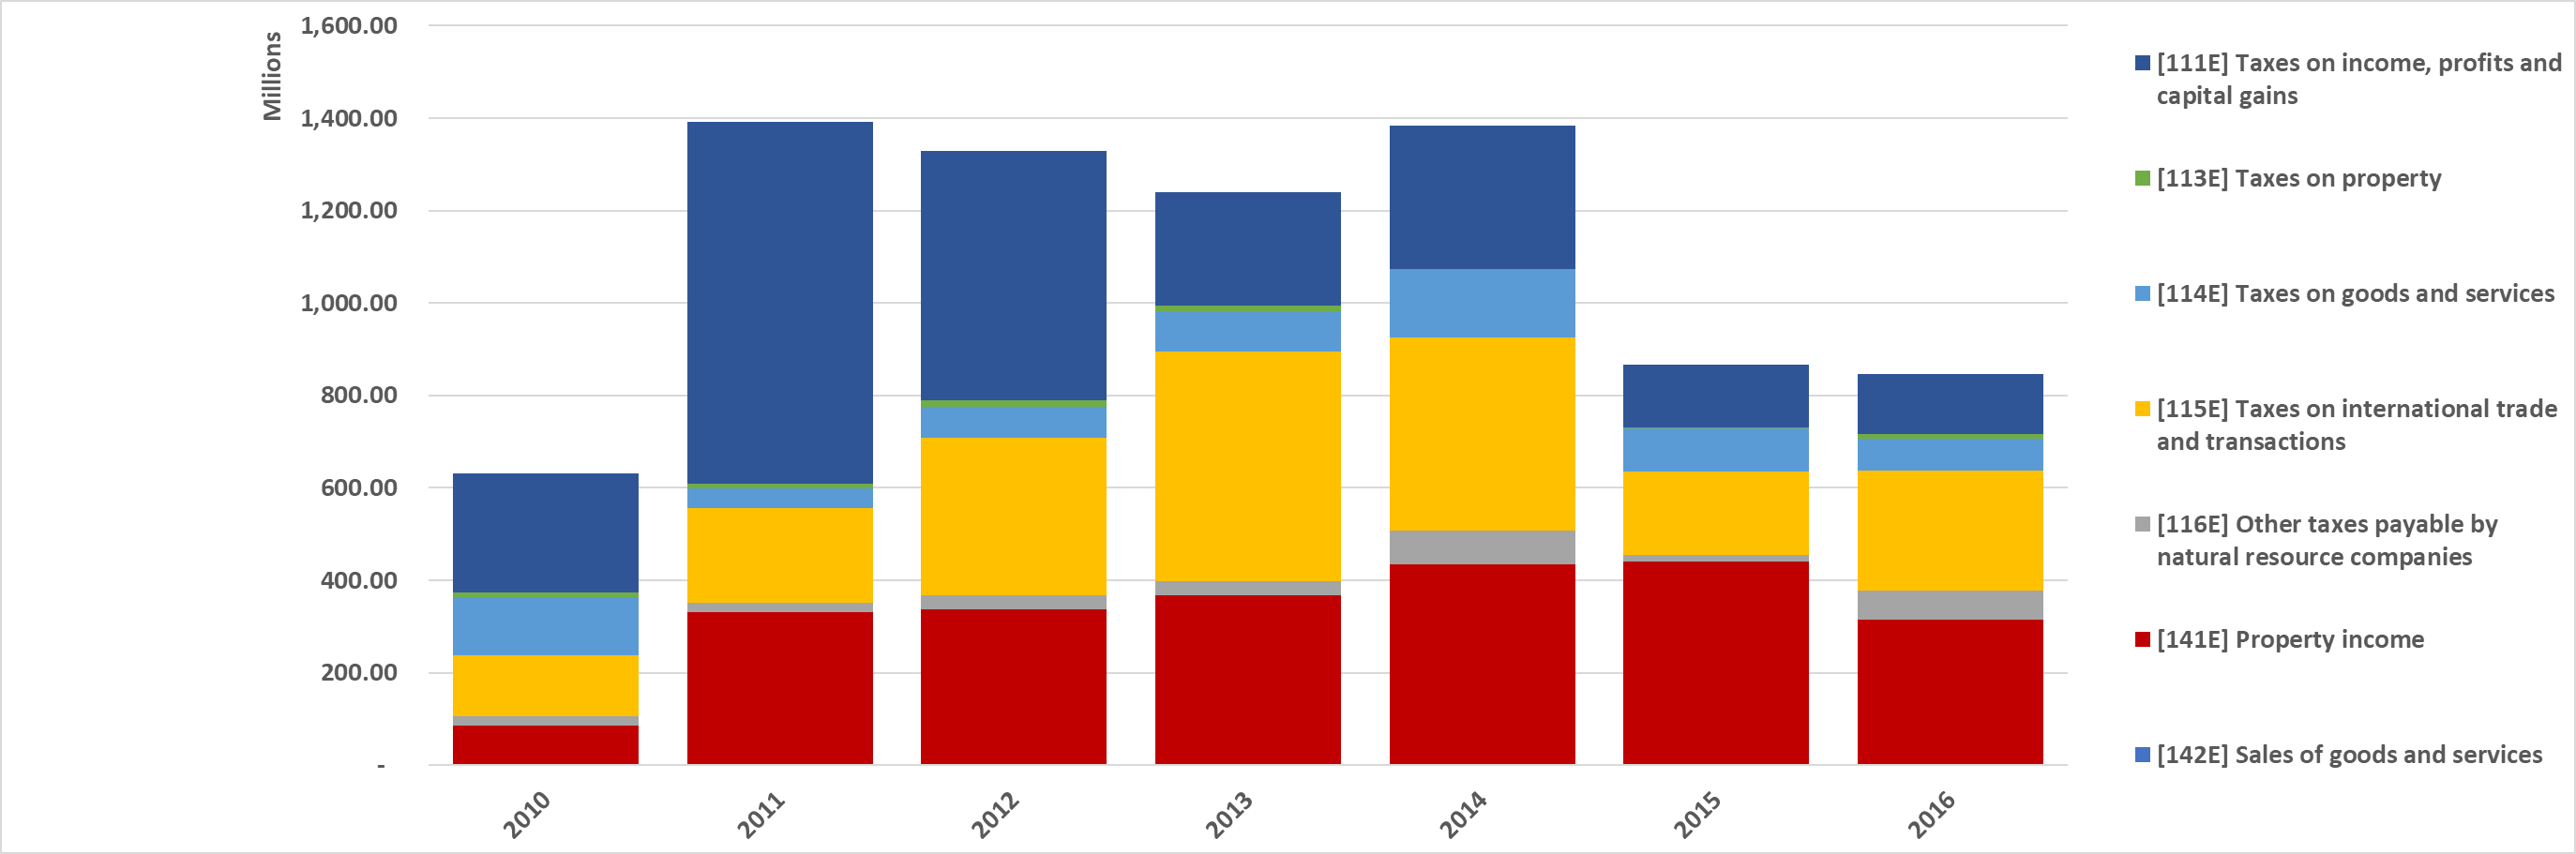 Millions
1,600.00
1,400.00
1,200.00
1,000.00
800.00
600.00
400.00
200.00
-
2010
2011
2012
2013
2014
2015
2016
[111E] Taxes on income, profits and
capital gains
[113E] Taxes on property
[114E] Taxes on goods and services
[115E] Taxes on international trade
and transactions
[116E] Other taxes payable by
natural resource companies
[141E] Property income
[142E] Sales of goods and services